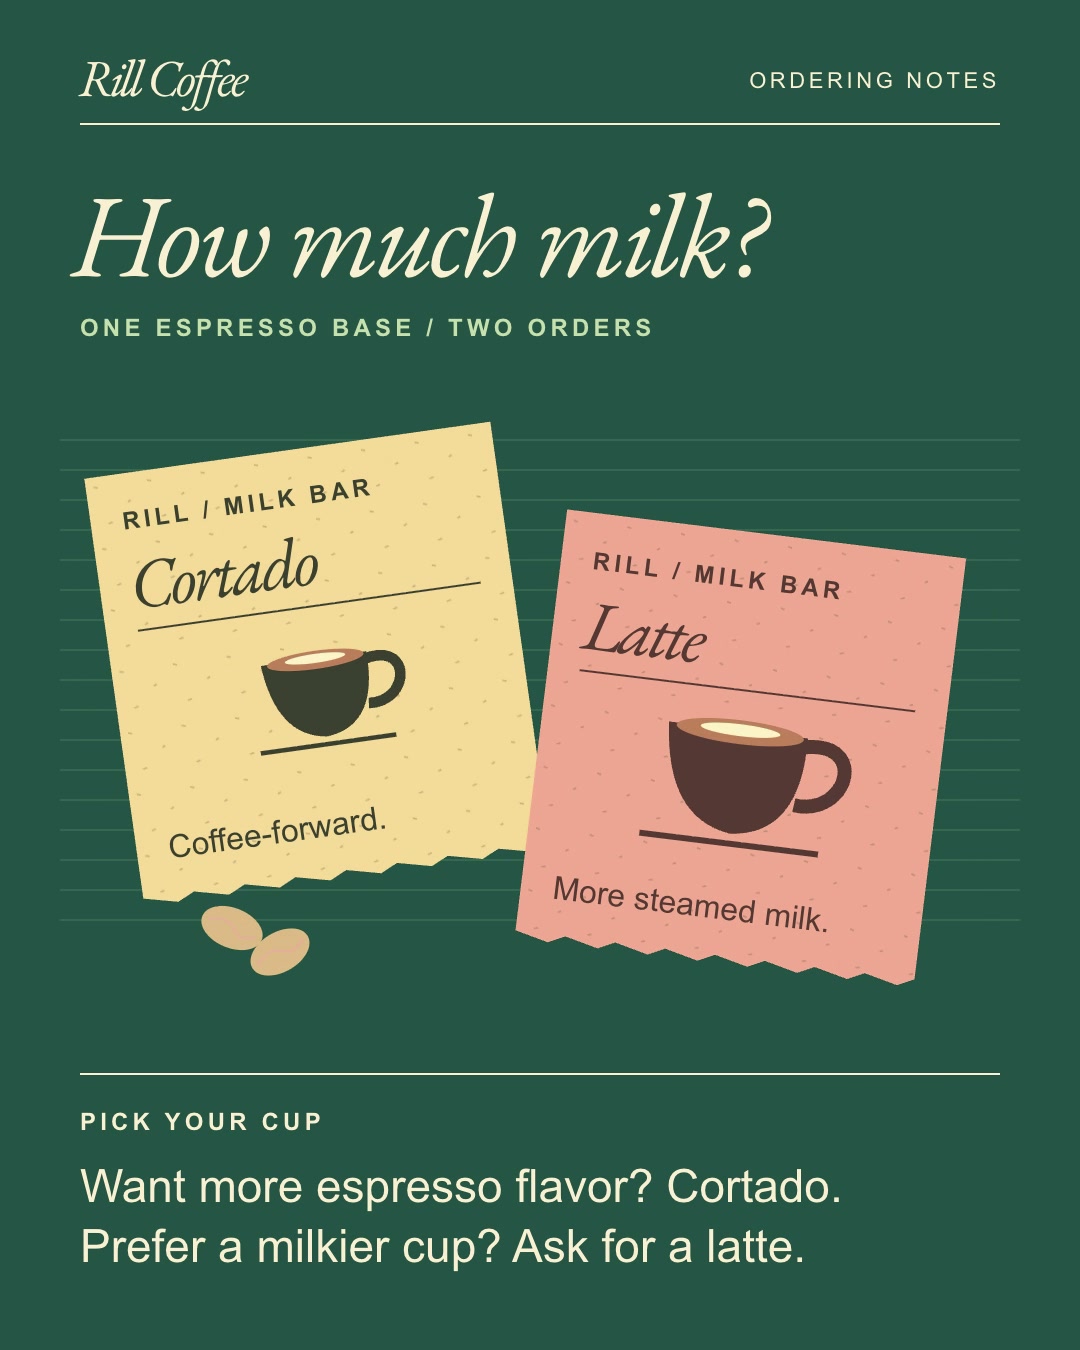 Rill Coffee
ORDERING NOTES
How much milk?
ONE ESPRESSO BASE / TWO ORDERS
RILL / MILK BAR
Cortado
Coffee-forward.
RILL / MILK BAR
Latte
More steamed milk.
PICK YOUR CUP
Want more espresso flavor? Cortado.
Prefer a milkier cup? Ask for a latte.